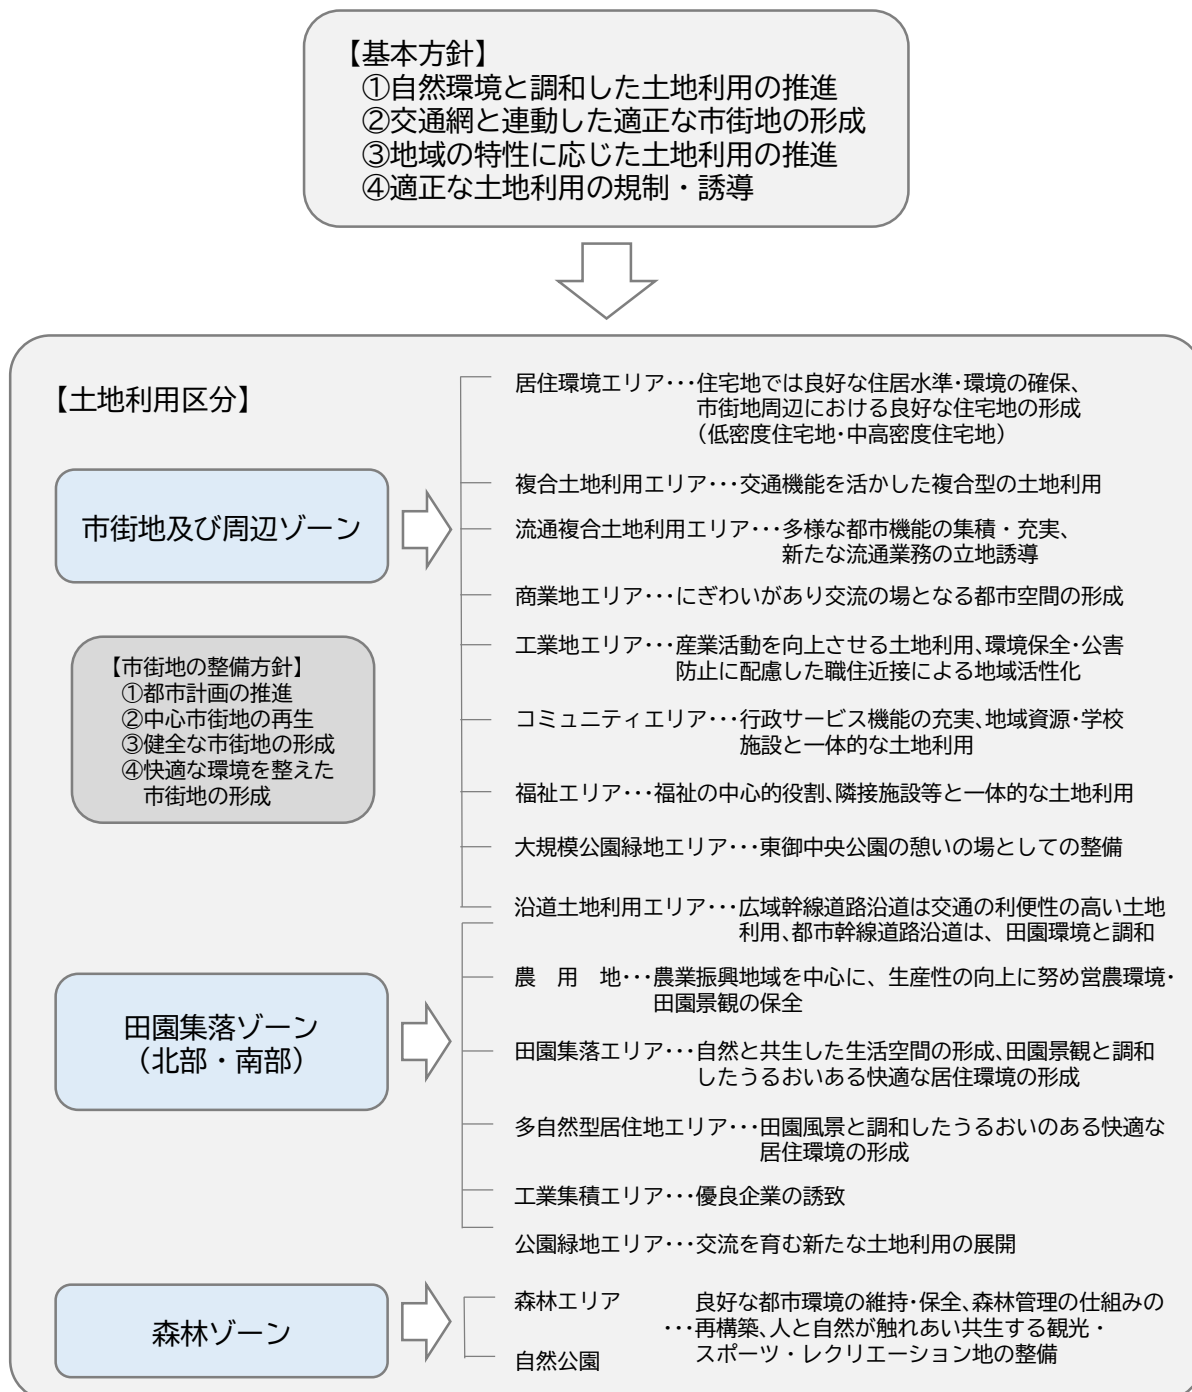 【基本方針】
①自然環境と調和した土地利用の推進
②交通網と連動した適正な市街地の形成
③地域の特性に応じた土地利用の推進
④適正な土地利用の規制・誘導
【土地利用区分】
市街地及び周辺ゾーン
居住環境エリア･･･住宅地では良好な住居水準･環境の確保、
市街地周辺における良好な住宅地の形成
（低密度住宅地･中高密度住宅地）
複合土地利用エリア･･･交通機能を活かした複合型の土地利用
流通複合土地利用エリア･･･多様な都市機能の集積・充実、
新たな流通業務の立地誘導
商業地エリア･･･にぎわいがあり交流の場となる都市空間の形成
工業地エリア･･･産業活動を向上させる土地利用、環境保全･公害
防止に配慮した職住近接による地域活性化
コミュニティエリア･･･行政サービス機能の充実、地域資源･学校
施設と一体的な土地利用
福祉エリア･･･福祉の中心的役割、隣接施設等と一体的な土地利用
大規模公園緑地エリア･･･東御中央公園の憩いの場としての整備
沿道土地利用エリア･･･広域幹線道路沿道は交通の利便性の高い土地
利用、都市幹線道路沿道は、田園環境と調和
【市街地の整備方針】
①都市計画の推進
②中心市街地の再生
③健全な市街地の形成
④快適な環境を整えた
市街地の形成
田園集落ゾーン
（北部・南部）
農　用　地･･･農業振興地域を中心に、生産性の向上に努め営農環境･
田園景観の保全
田園集落エリア･･･自然と共生した生活空間の形成、田園景観と調和
したうるおいある快適な居住環境の形成
多自然型居住地エリア･･･田園風景と調和したうるおいのある快適な
居住環境の形成
工業集積エリア･･･優良企業の誘致
公園緑地エリア･･･交流を育む新たな土地利用の展開
森林ゾーン
森林エリア
自然公園
良好な都市環境の維持･保全、森林管理の仕組みの
･･･再構築、人と自然が触れあい共生する観光・
スポーツ・レクリエーション地の整備